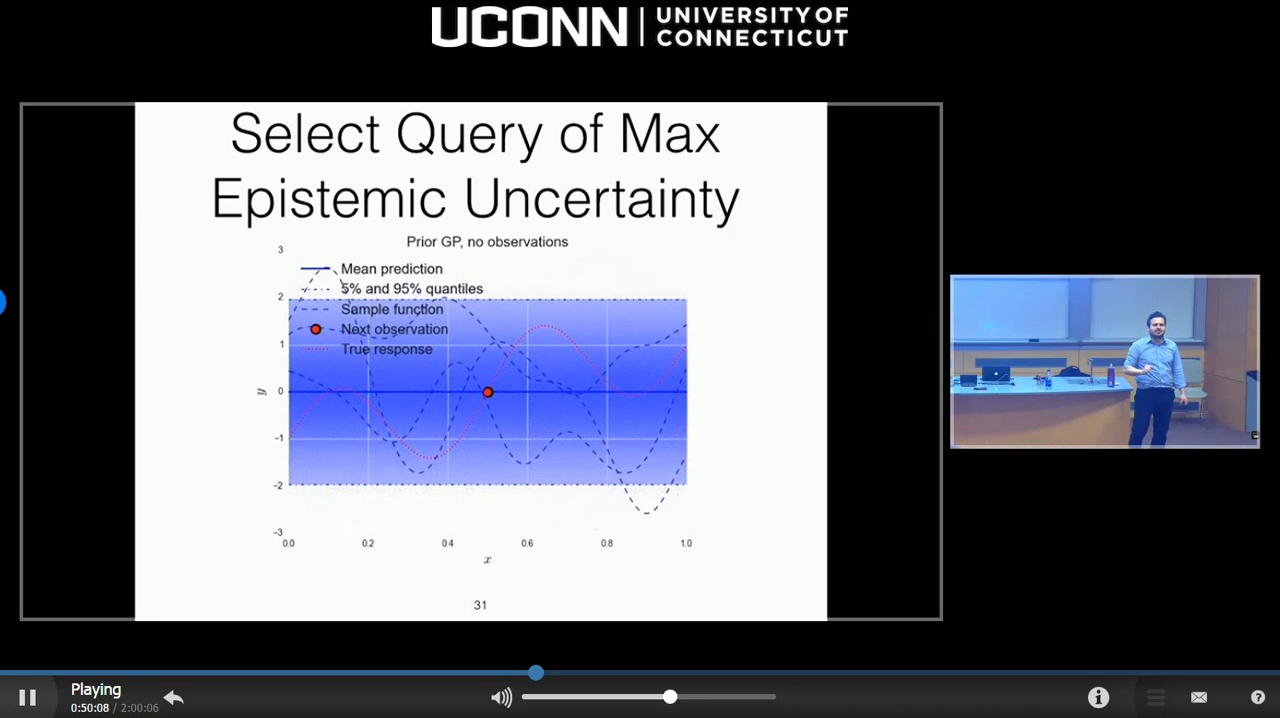 UCONN
UNIVERSITY OF
CONNECTICUT
Select Query of Max
Epistemic Uncertainty
Prior GP, no observations
Mean prediction
5% and 95% quantiles
Sample function
Next observation
True response
3
2
1
0
−1
−2
−3
y
0.0 0.2 0.4 0.6 0.8 1.0
x
31
Playing
0:50:08 / 2:00:06